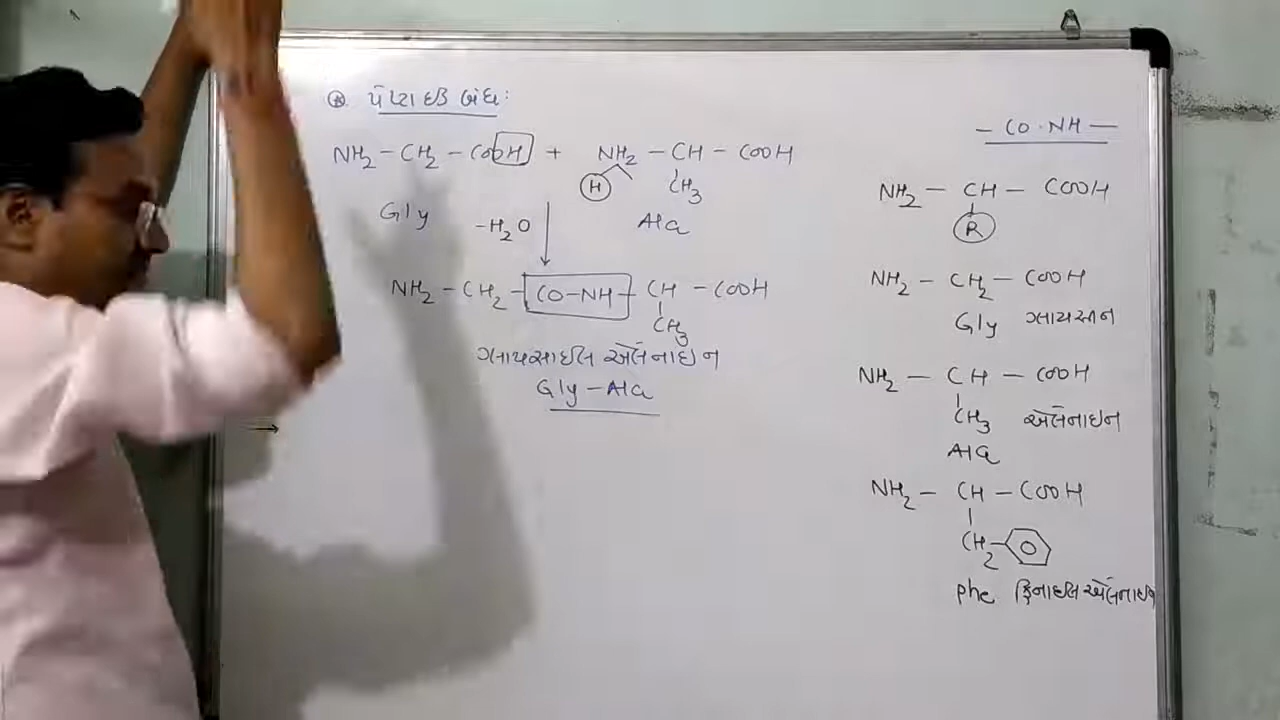 પેપ્ટાઇડ બંધ:
NH2 – CH2 – COOH + NH2 – CH – COOH
H CH3
Gly -H2O Ala
NH2 – CH2 – CO–NH – CH – COOH
CH3
ગ્લાયસાઇલ એલેનાઇન
Gly – Ala
→
– CO·NH –
NH2 – CH – COOH
R
NH2 – CH2 – COOH
Gly ગ્લાયસીન
NH2 – CH – COOH
CH3 એલેનાઇન
Ala
NH2 – CH – COOH
CH2
phe ફિનાઇલ એલેનાઇન